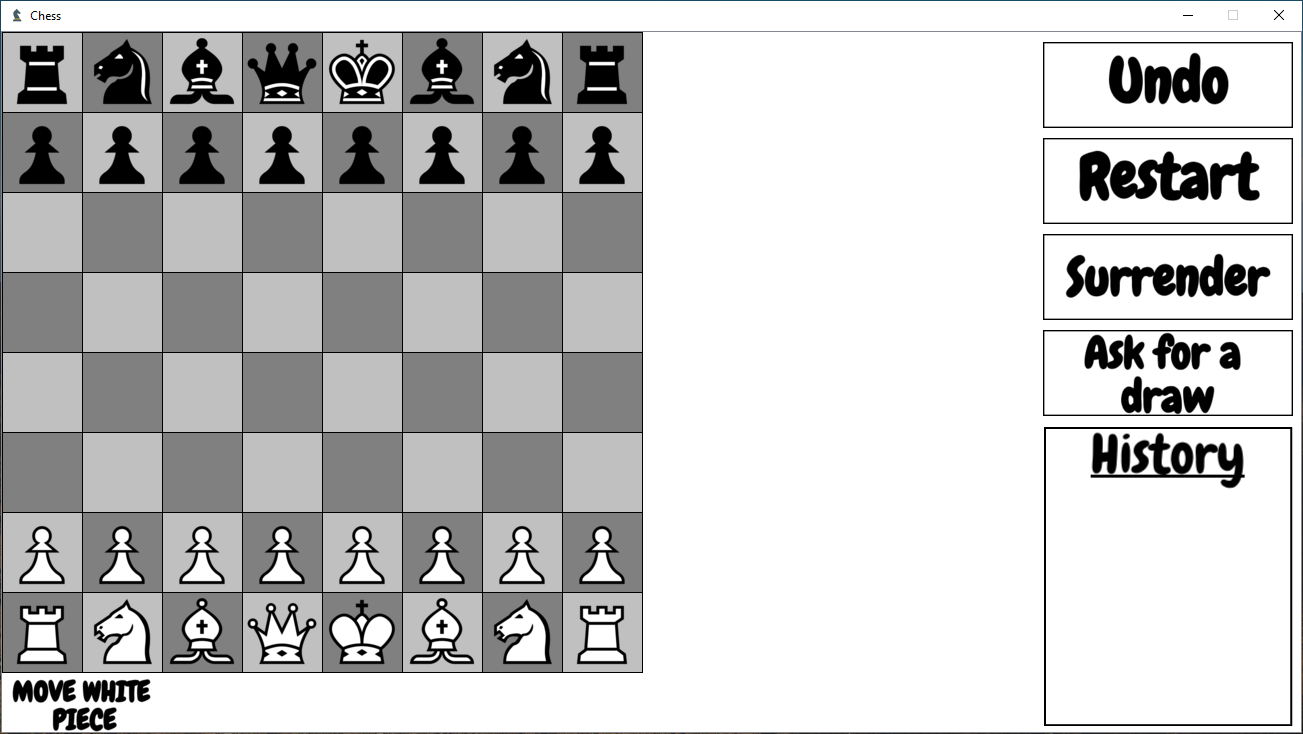 Chess
Undo
Restart
Surrender
Ask for a
draw
History
MOVE WHITE
PIECE